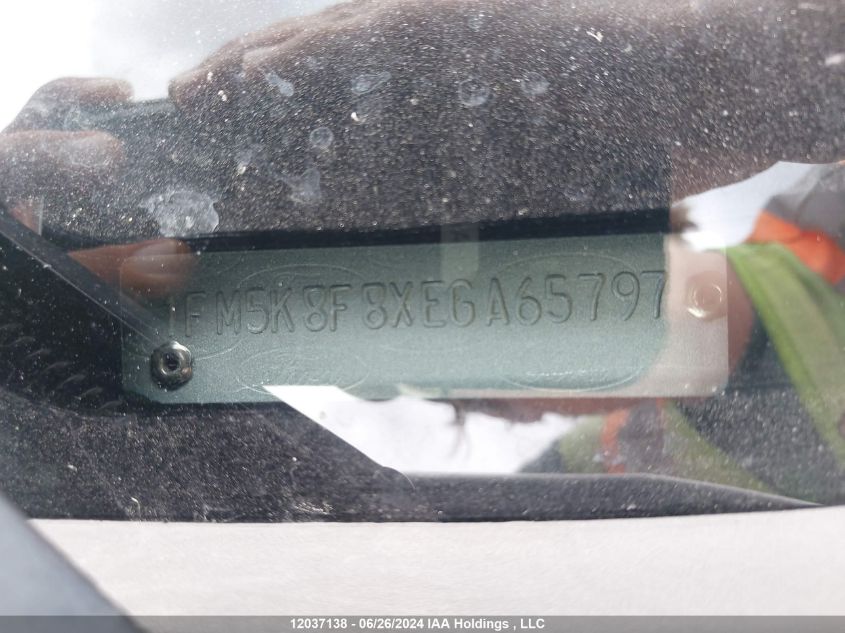 1FM5K8F8XEGA65797
12037138 - 06/26/2024 IAA Holdings , LLC